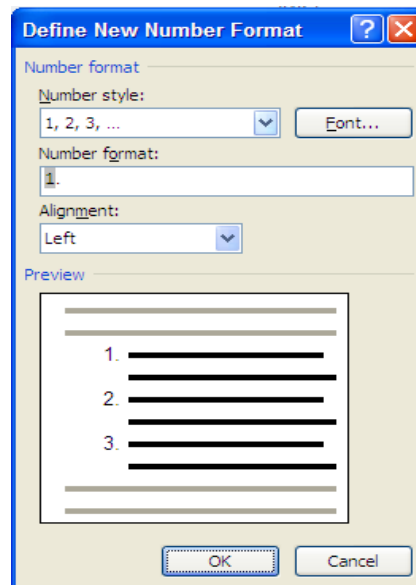 Define New Number Format
Number format
Number style:
1, 2, 3, ...
Font...
Number format:
1.
Alignment:
Left
Preview
1.
2.
3.
OK
Cancel